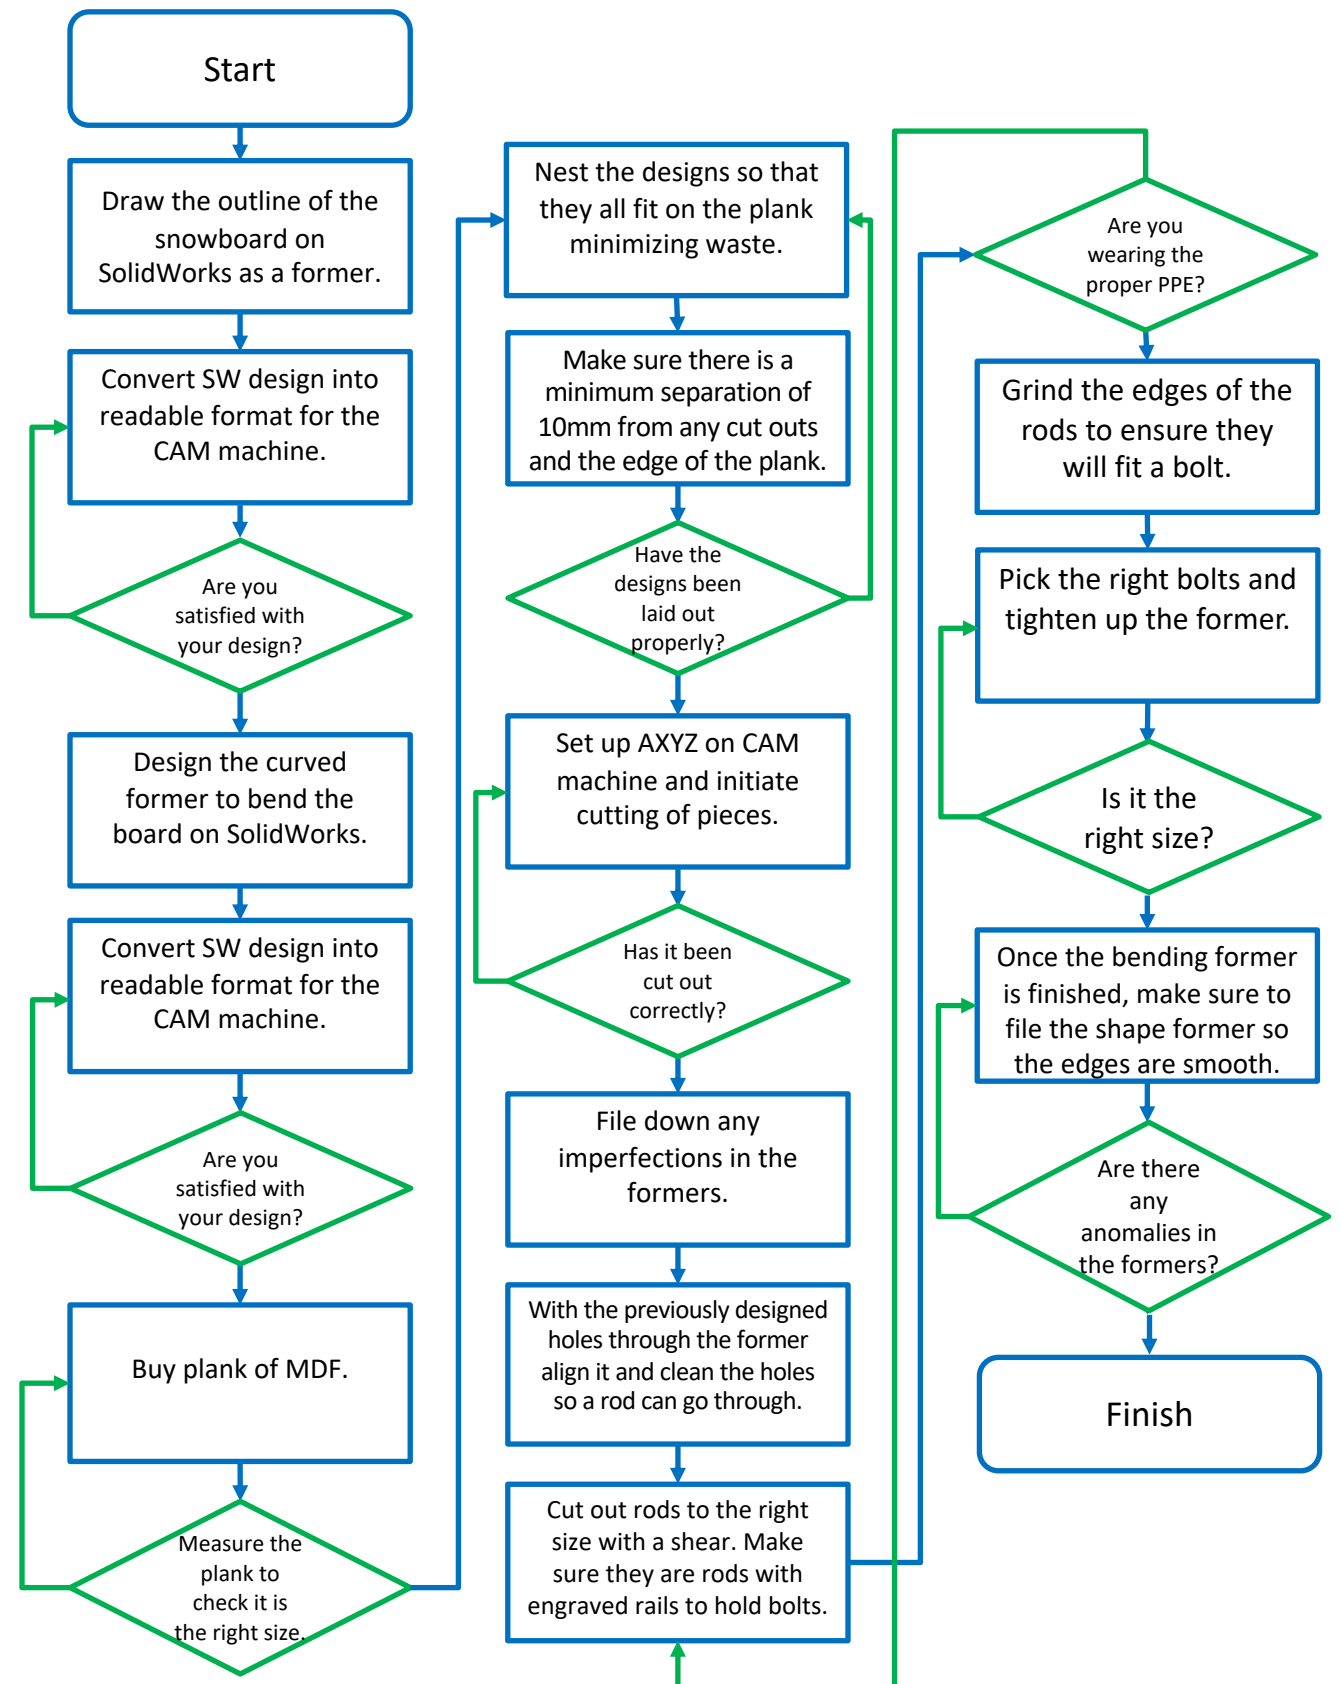 Start
Draw the outline of the
snowboard on
SolidWorks as a former.
Convert SW design into
readable format for the
CAM machine.
Are you
satisfied with
your design?
Design the curved
former to bend the
board on SolidWorks.
Convert SW design into
readable format for the
CAM machine.
Are you
satisfied with
your design?
Buy plank of MDF.
Measure the
plank to
check it is
the right size.
Nest the designs so that
they all fit on the plank
minimizing waste.
Make sure there is a
minimum separation of
10mm from any cut outs
and the edge of the plank.
Have the
designs been
laid out
properly?
Set up AXYZ on CAM
machine and initiate
cutting of pieces.
Has it been
cut out
correctly?
File down any
imperfections in the
formers.
With the previously designed
holes through the former
align it and clean the holes
so a rod can go through.
Cut out rods to the right
size with a shear. Make
sure they are rods with
engraved rails to hold bolts.
Are you
wearing the
proper PPE?
Grind the edges of the
rods to ensure they
will fit a bolt.
Pick the right bolts and
tighten up the former.
Is it the
right size?
Once the bending former
is finished, make sure to
file the shape former so
the edges are smooth.
Are there
any
anomalies in
the formers?
Finish